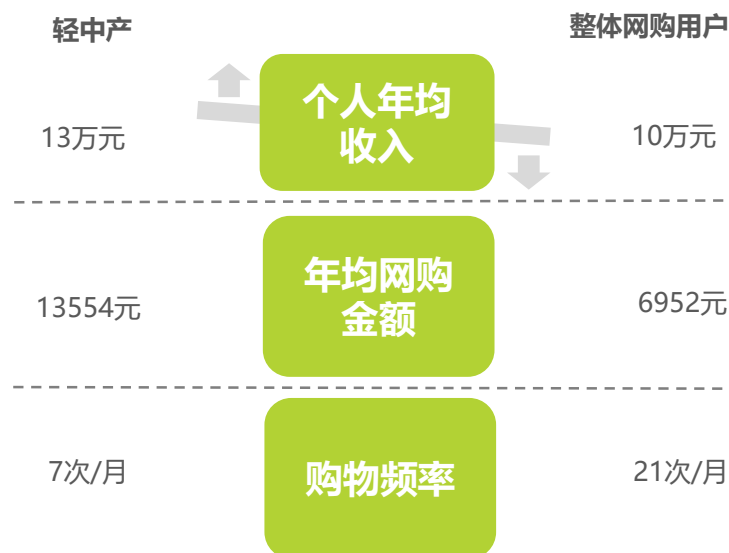 轻中产
整体网购用户
个人年均
收入
13万元
10万元
年均网购
金额
13554元
6952元
购物频率
7次/月
21次/月